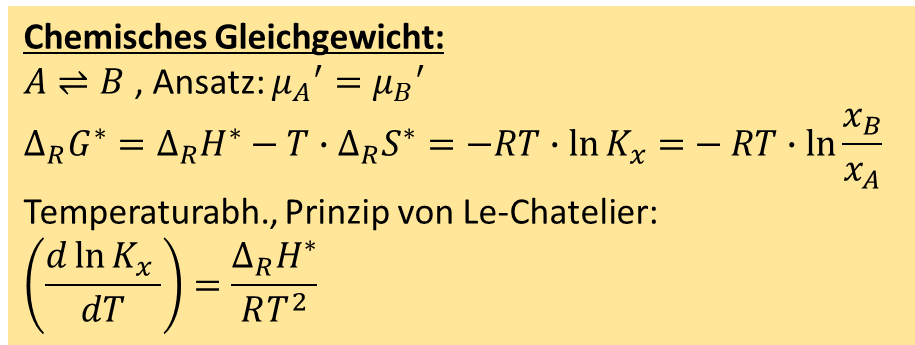 Chemisches Gleichgewicht:
A ⇌ B , Ansatz: μ_A′ = μ_B′
Δ_R G* = Δ_R H* − T · Δ_R S* = −RT · ln K_x = − RT · ln x_B/x_A
Temperaturabh., Prinzip von Le-Chatelier:
(d ln K_x / dT) = Δ_R H* / RT²